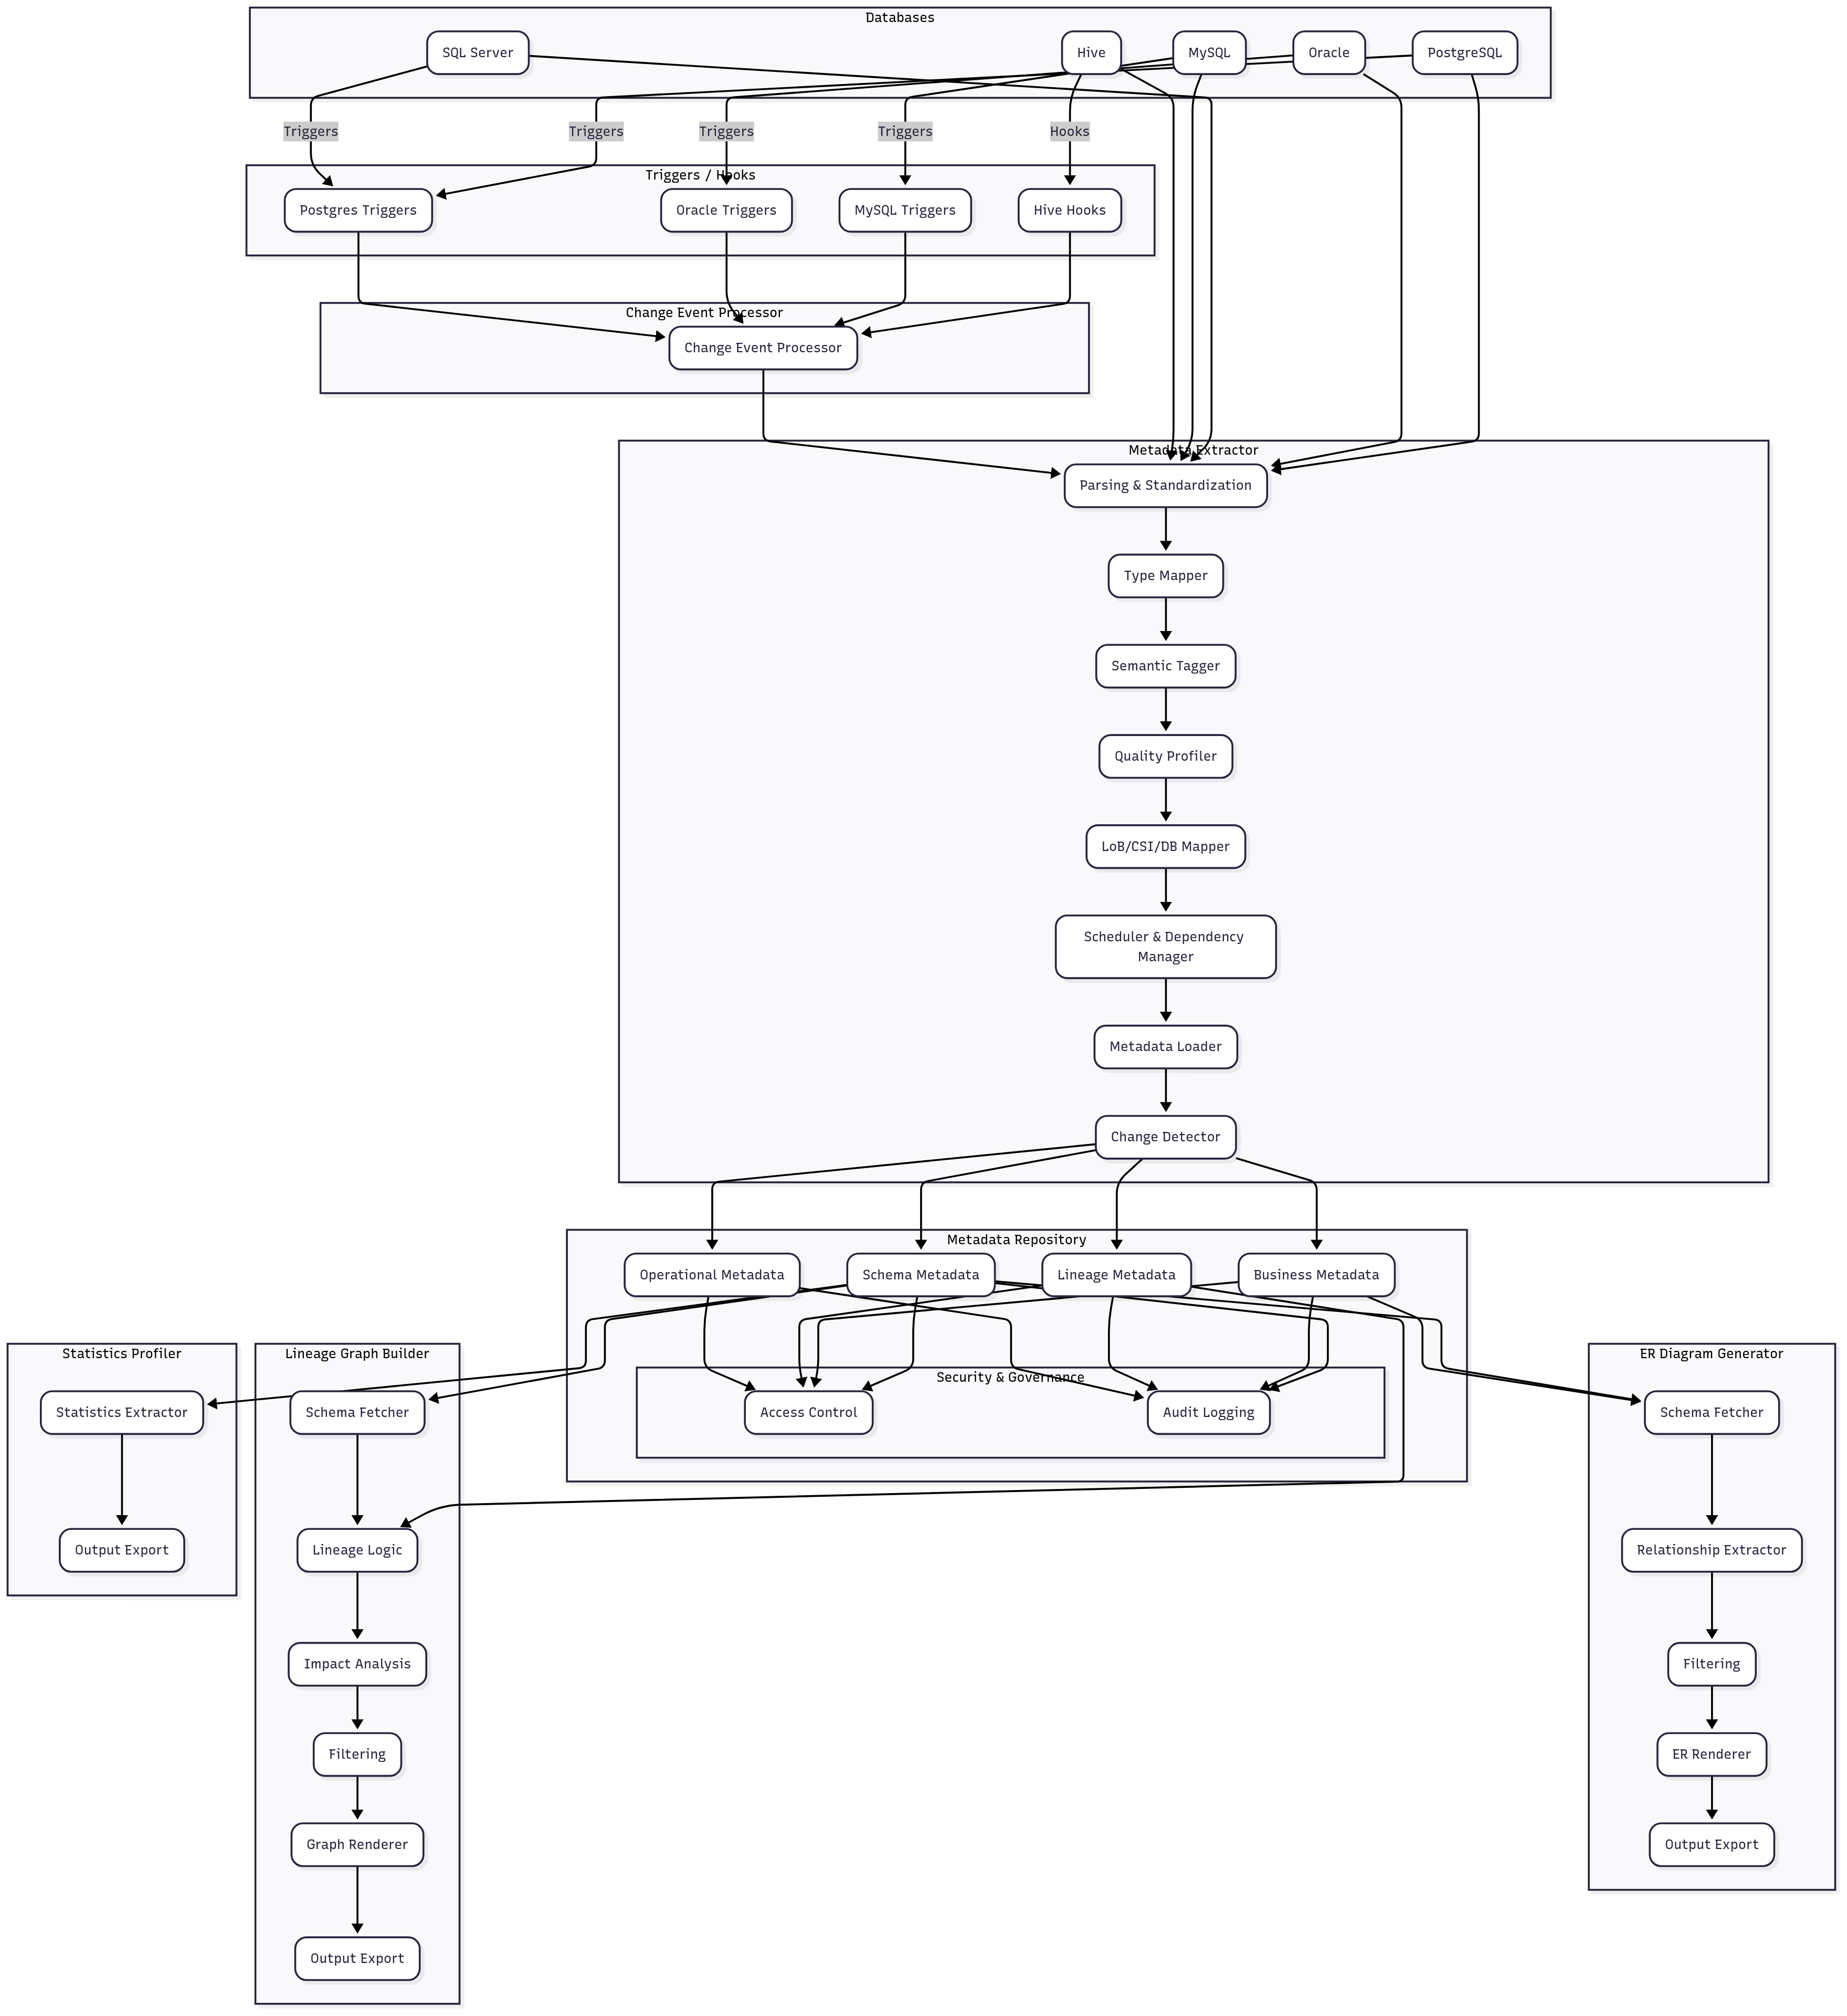 Databases
SQL Server
Hive
MySQL
Oracle
PostgreSQL
Triggers
Triggers
Triggers
Triggers
Hooks
Triggers / Hooks
Postgres Triggers
Oracle Triggers
MySQL Triggers
Hive Hooks
Change Event Processor
Change Event Processor
Metadata Extractor
Parsing & Standardization
Type Mapper
Semantic Tagger
Quality Profiler
LoB/CSI/DB Mapper
Scheduler & Dependency
Manager
Metadata Loader
Change Detector
Metadata Repository
Operational Metadata
Schema Metadata
Lineage Metadata
Business Metadata
Security & Governance
Access Control
Audit Logging
Statistics Profiler
Statistics Extractor
Output Export
Lineage Graph Builder
Schema Fetcher
Lineage Logic
Impact Analysis
Filtering
Graph Renderer
Output Export
ER Diagram Generator
Schema Fetcher
Relationship Extractor
Filtering
ER Renderer
Output Export